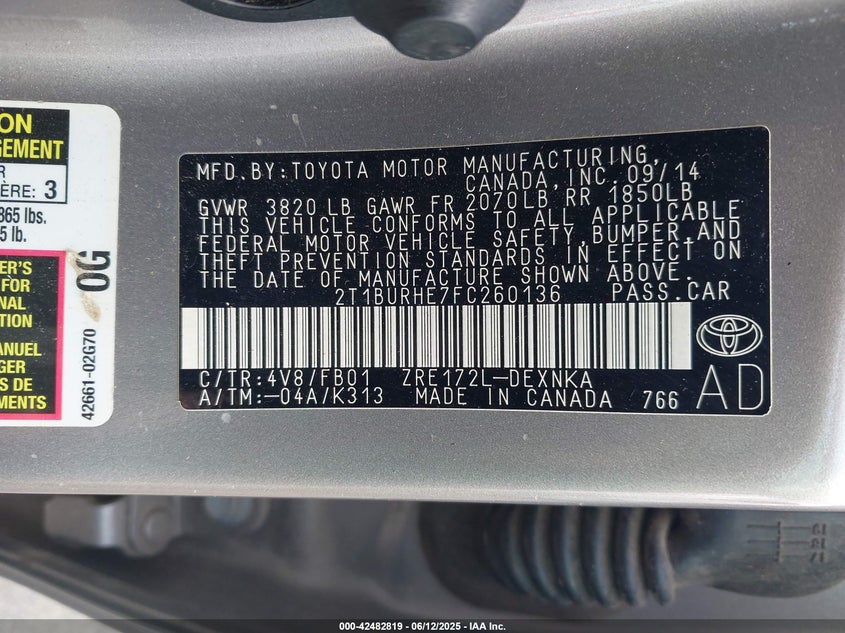 ON
GEMENT
R
ÈRE: 3
865 lbs.
5 lb.
ER'S
FOR
NAL
TION
ANUEL
GER
S DE
MENTS
42661-02G70
0G
MFD.BY:TOYOTA MOTOR MANUFACTURING,
CANADA,INC. 09/14
GVWR 3820 LB GAWR FR 2070LB, RR 1850LB
THIS VEHICLE CONFORMS TO ALL APPLICABLE
FEDERAL MOTOR VEHICLE SAFETY,BUMPER,AND
THEFT PREVENTION STANDARDS IN EFFECT ON
THE DATE OF MANUFACTURE SHOWN ABOVE.
2T1BURHE7FC260136 PASS.CAR
C/TR:4V8/FB01 ZRE172L-DEXNKA
A/TM:-04A/K313 MADE IN CANADA 766
AD
000-42482819 - 06/12/2025 - IAA Inc.